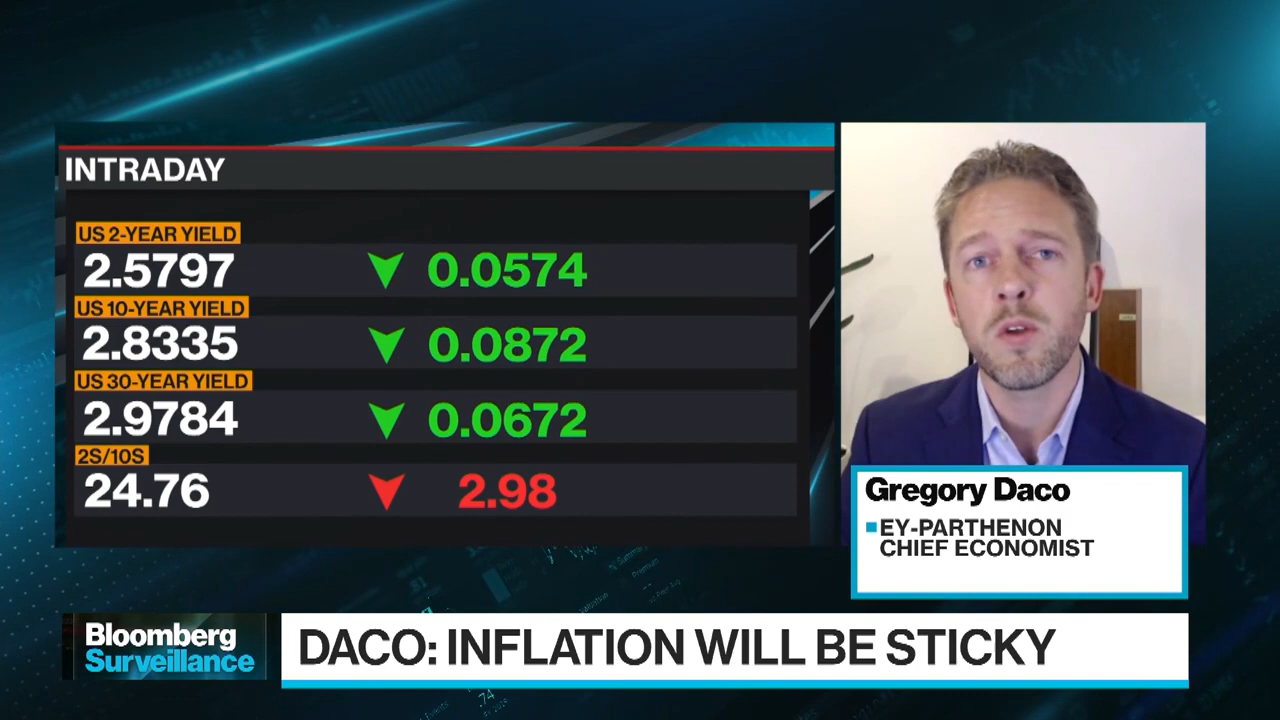 INTRADAY
US 2-YEAR YIELD
2.5797 ▼ 0.0574
US 10-YEAR YIELD
2.8335 ▼ 0.0872
US 30-YEAR YIELD
2.9784 ▼ 0.0672
2S/10S
24.76 ▼ 2.98
Gregory Daco
EY-PARTHENON
CHIEF ECONOMIST
Bloomberg
Surveillance
DACO: INFLATION WILL BE STICKY